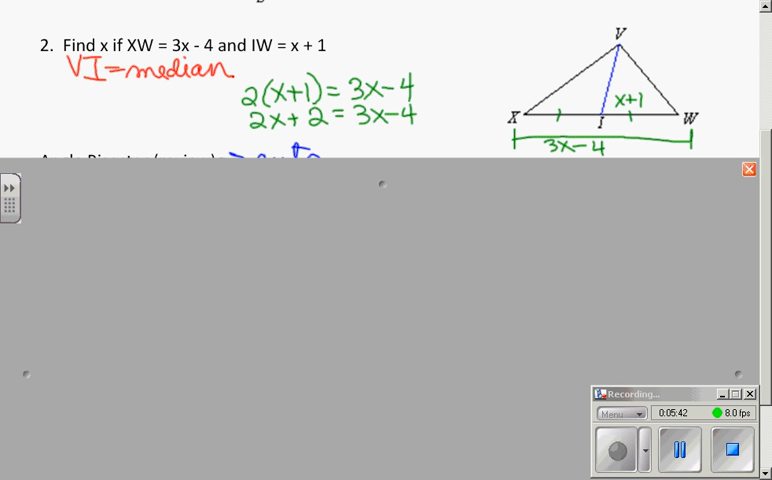 2. Find x if XW = 3x - 4 and IW = x + 1
VI=median.
2(x+1) = 3x-4
2x+ 2 = 3x-4
V
x+1
X
I
W
3x-4
Recording...
Menu
0:05:42
8.0 fps